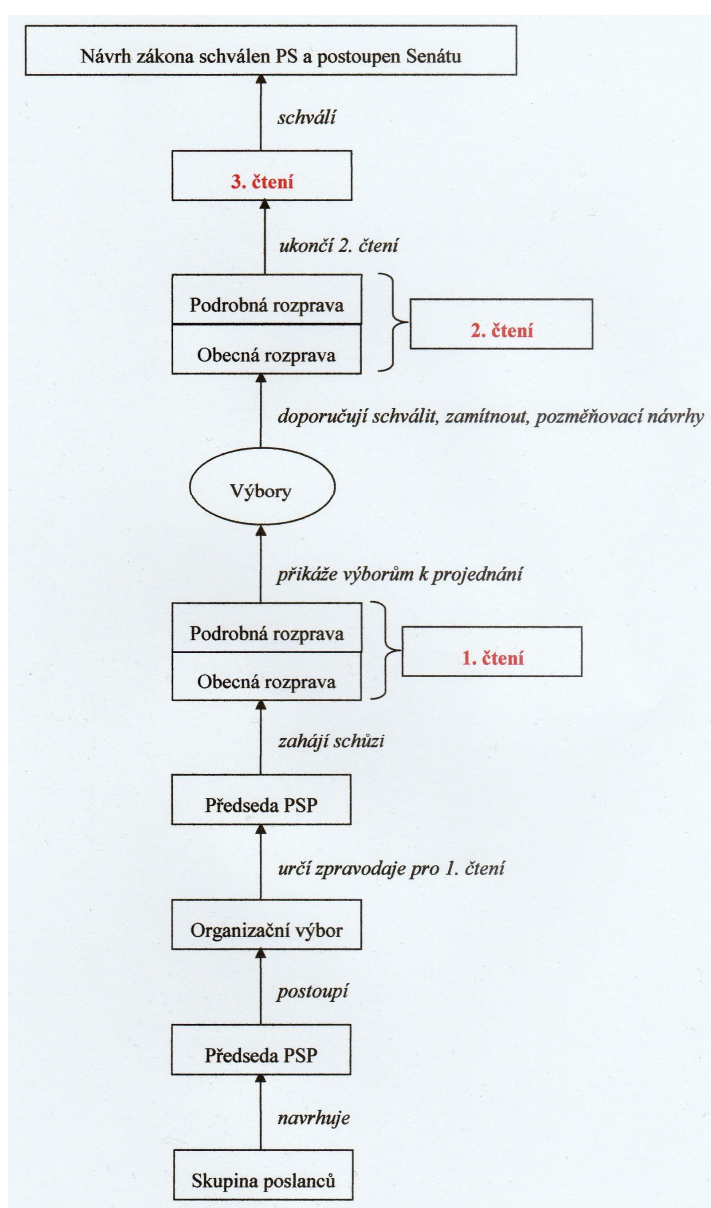 Návrh zákona schválen PS a postoupen Senátu
schválí
3. čtení
ukončí 2. čtení
Podrobná rozprava
2. čtení
Obecná rozprava
doporučují schválit, zamítnout, pozměňovací návrhy
Výbory
přikáže výborům k projednání
Podrobná rozprava
1. čtení
Obecná rozprava
zahájí schůzi
Předseda PSP
určí zpravodaje pro 1. čtení
Organizační výbor
postoupí
Předseda PSP
navrhuje
Skupina poslanců